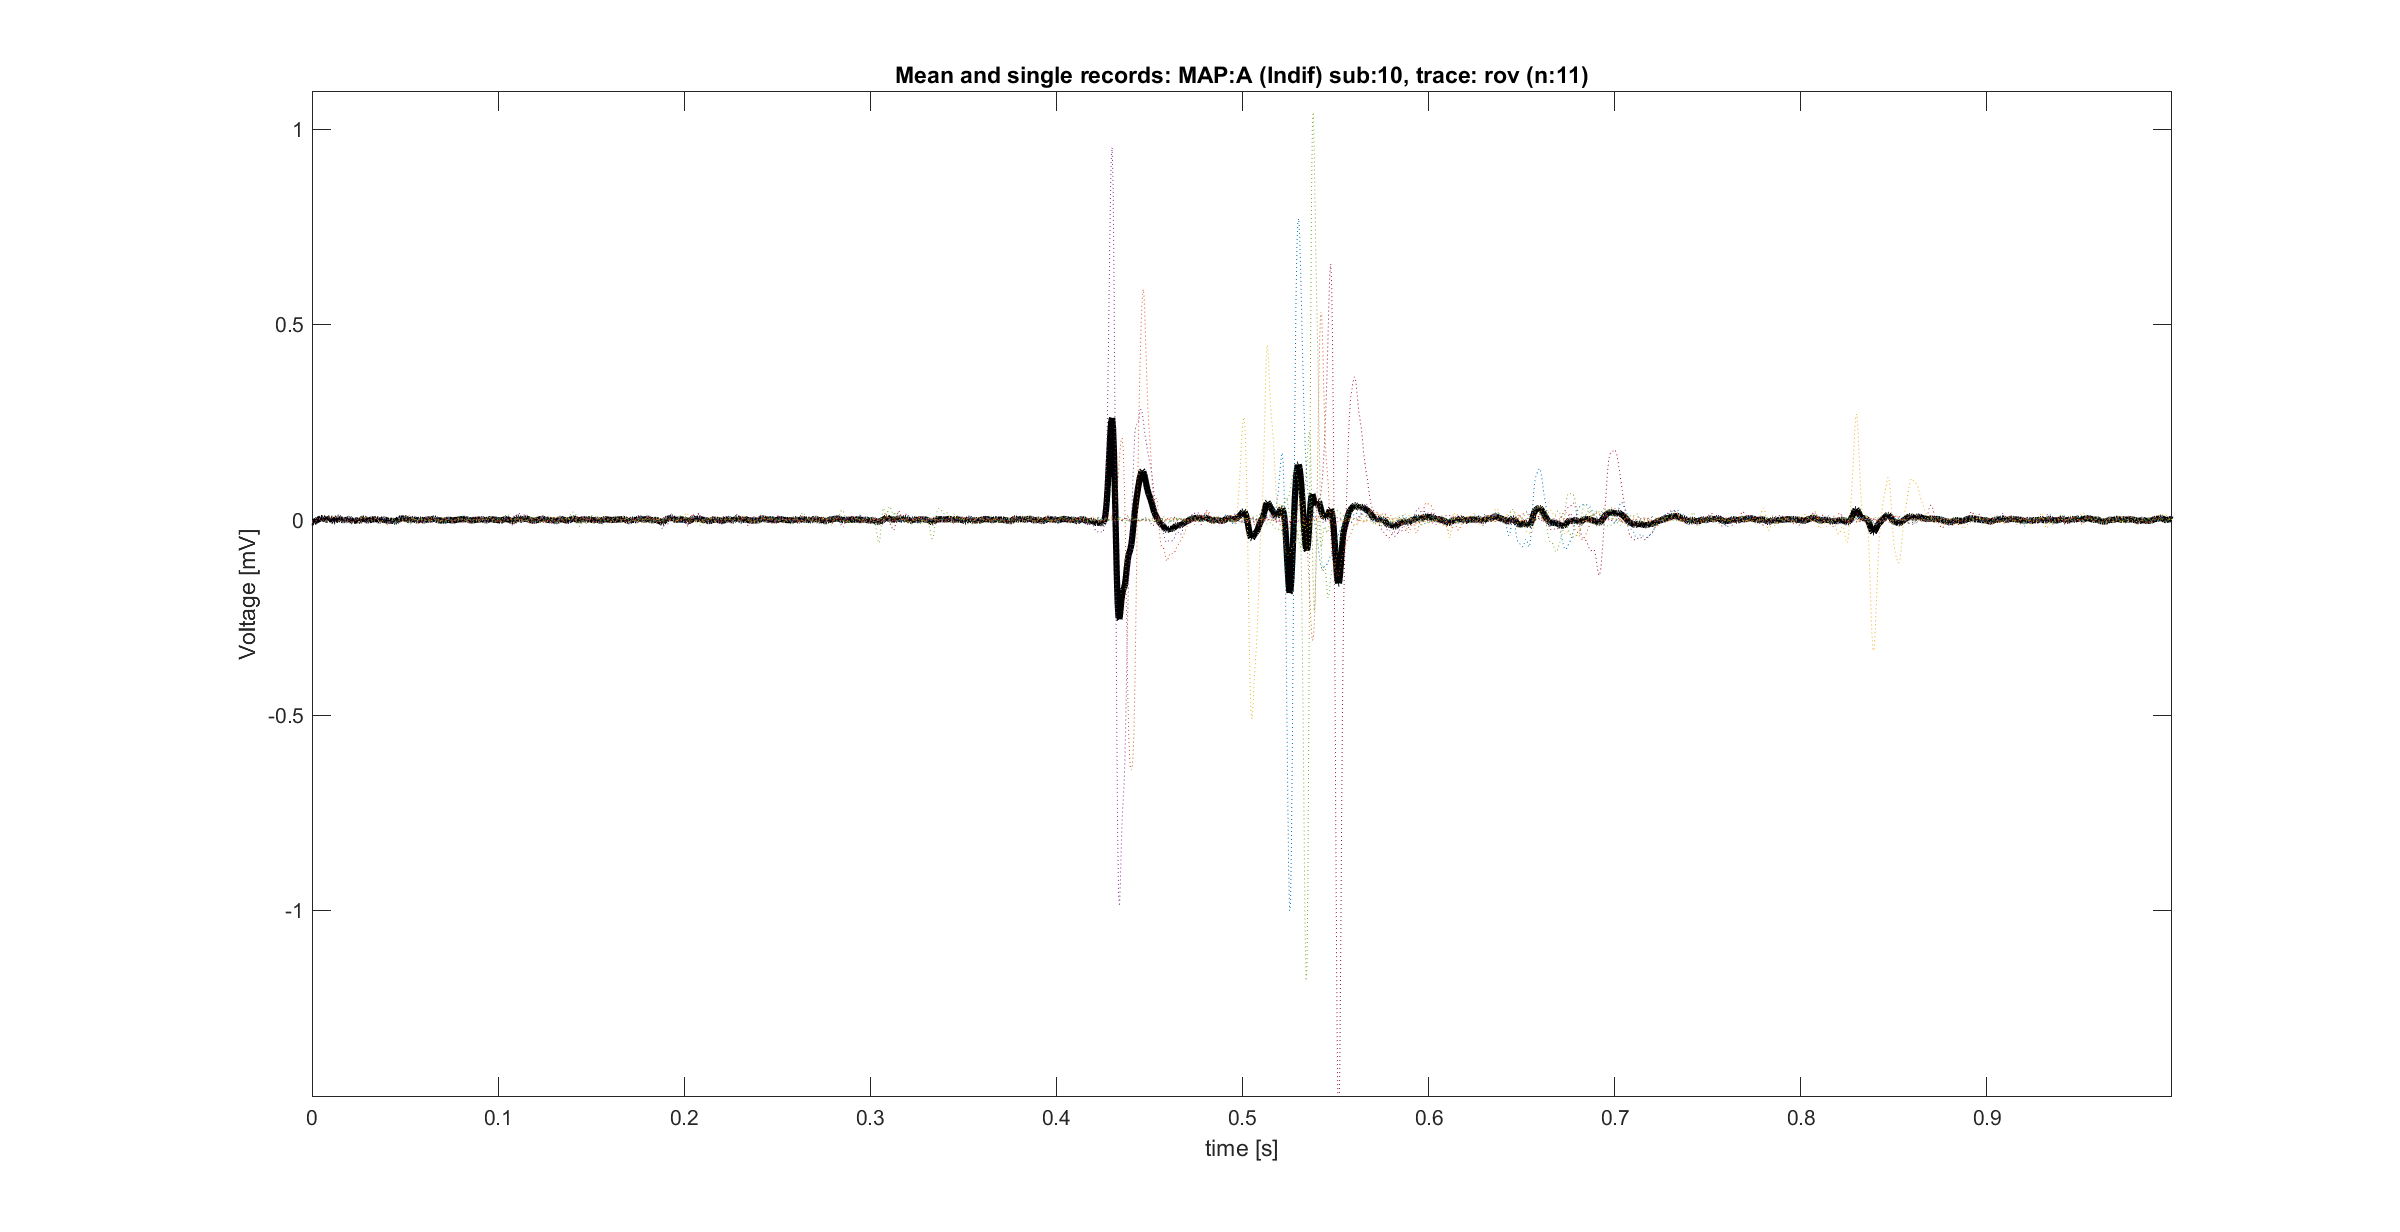 Mean and single records: MAP:A (Indif) sub:10, trace: rov (n:11)
1
0.5
0
-0.5
-1
Voltage [mV]
0 0.1 0.2 0.3 0.4 0.5 0.6 0.7 0.8 0.9
time [s]